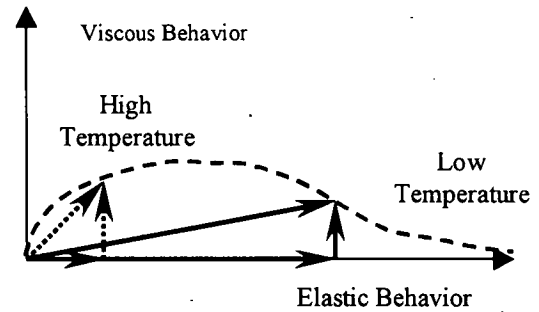 Viscous Behavior
High
Temperature
Low
Temperature
Elastic Behavior